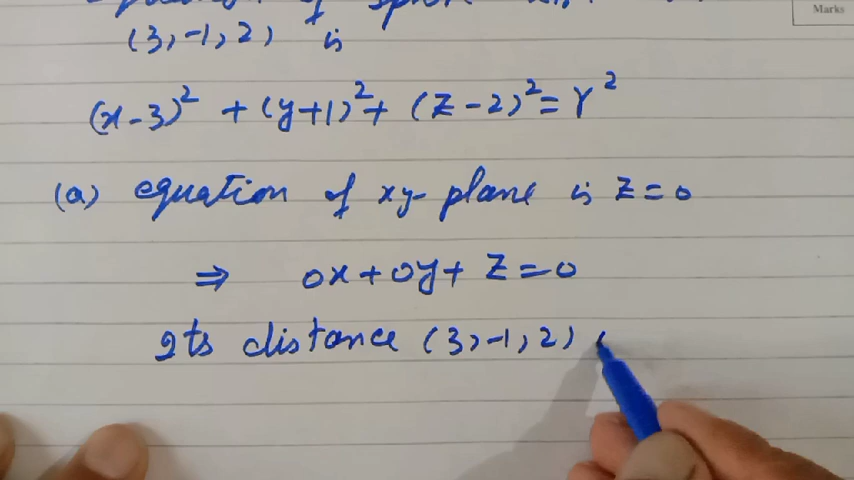 Marks
(3,-1,2) is
(x-3)² + (y+1)² + (z-2)² = r²
(a) equation of xy- plane is z=0
⇒ 0x+0y+ z=0
Its distance (3,-1,2)